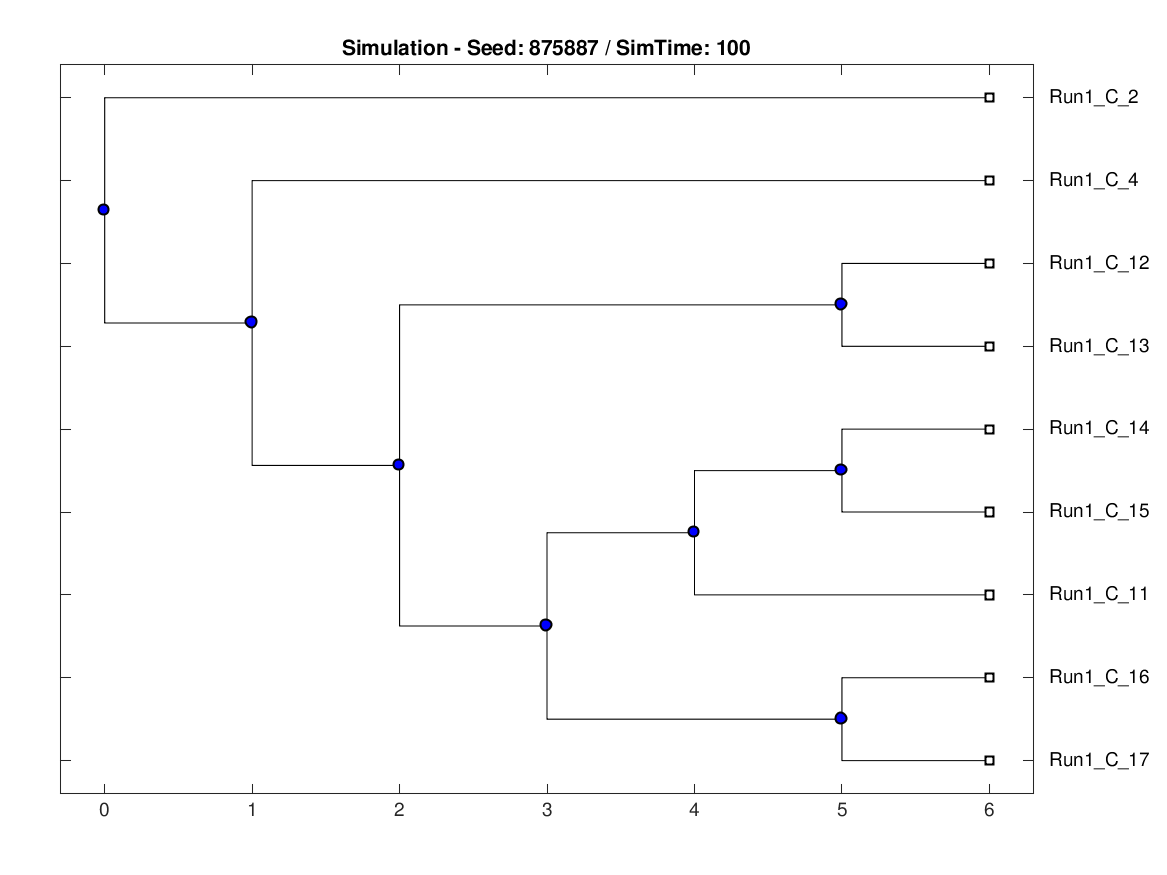 Simulation - Seed: 875887 / SimTime: 100
Run1_C_2
Run1_C_4
Run1_C_12
Run1_C_13
Run1_C_14
Run1_C_15
Run1_C_11
Run1_C_16
Run1_C_17
0 1 2 3 4 5 6